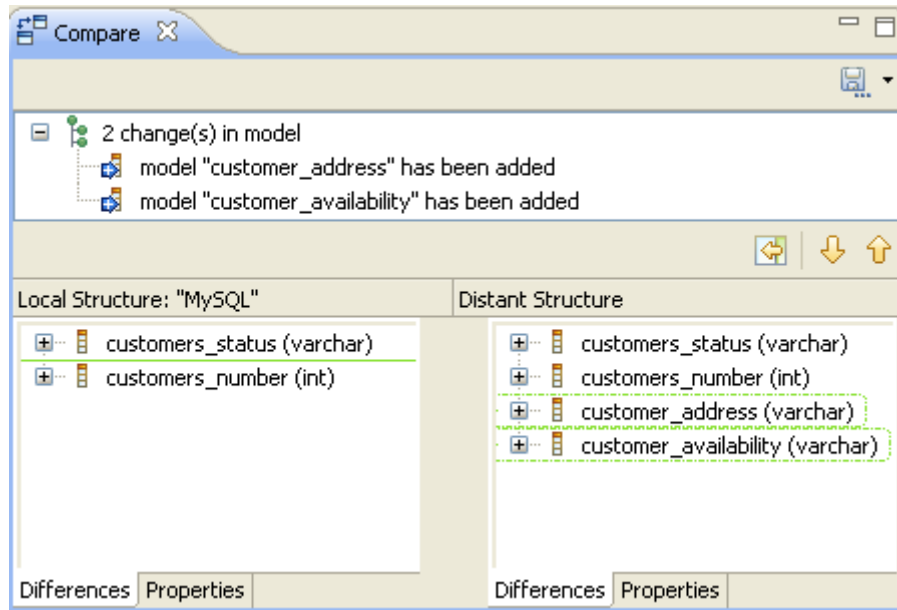 Compare
2 change(s) in model
model "customer_address" has been added
model "customer_availability" has been added
Local Structure: "MySQL"
Distant Structure
customers_status (varchar)
customers_number (int)
customers_status (varchar)
customers_number (int)
customer_address (varchar)
customer_availability (varchar)
Differences Properties
Differences Properties